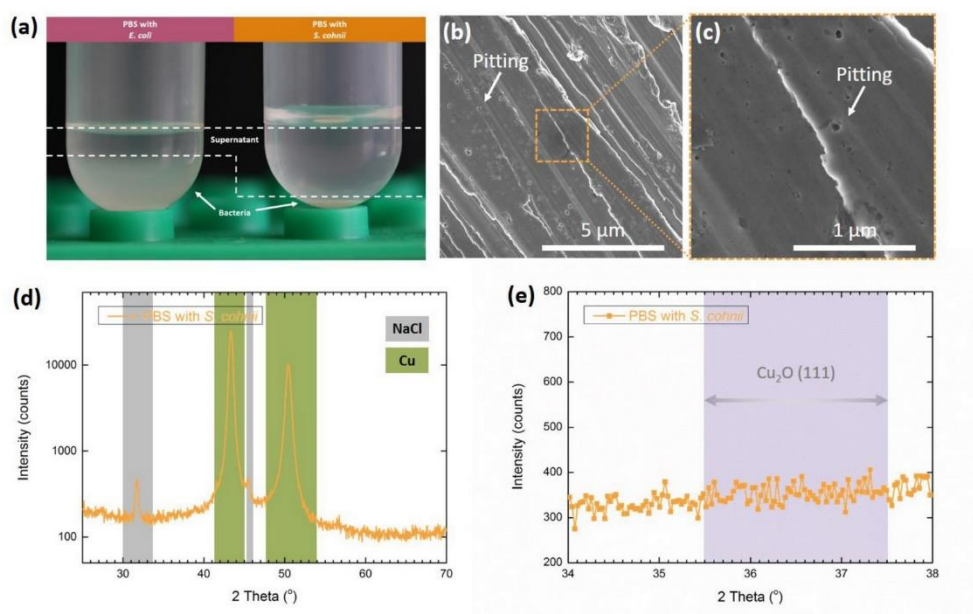 (a)
PBS with
E. coli
PBS with
S. cohnii
Supernatant
Bacteria
(b)
Pitting
5 μm
(c)
Pitting
1 μm
(d)
PBS with S. cohnii
NaCl
Cu
Intensity (counts)
10000
1000
100
30
40
50
60
70
2 Theta (°)
(e)
PBS with S. cohnii
Cu₂O (111)
Intensity (counts)
800
700
600
500
400
300
200
34
35
36
37
38
2 Theta (°)